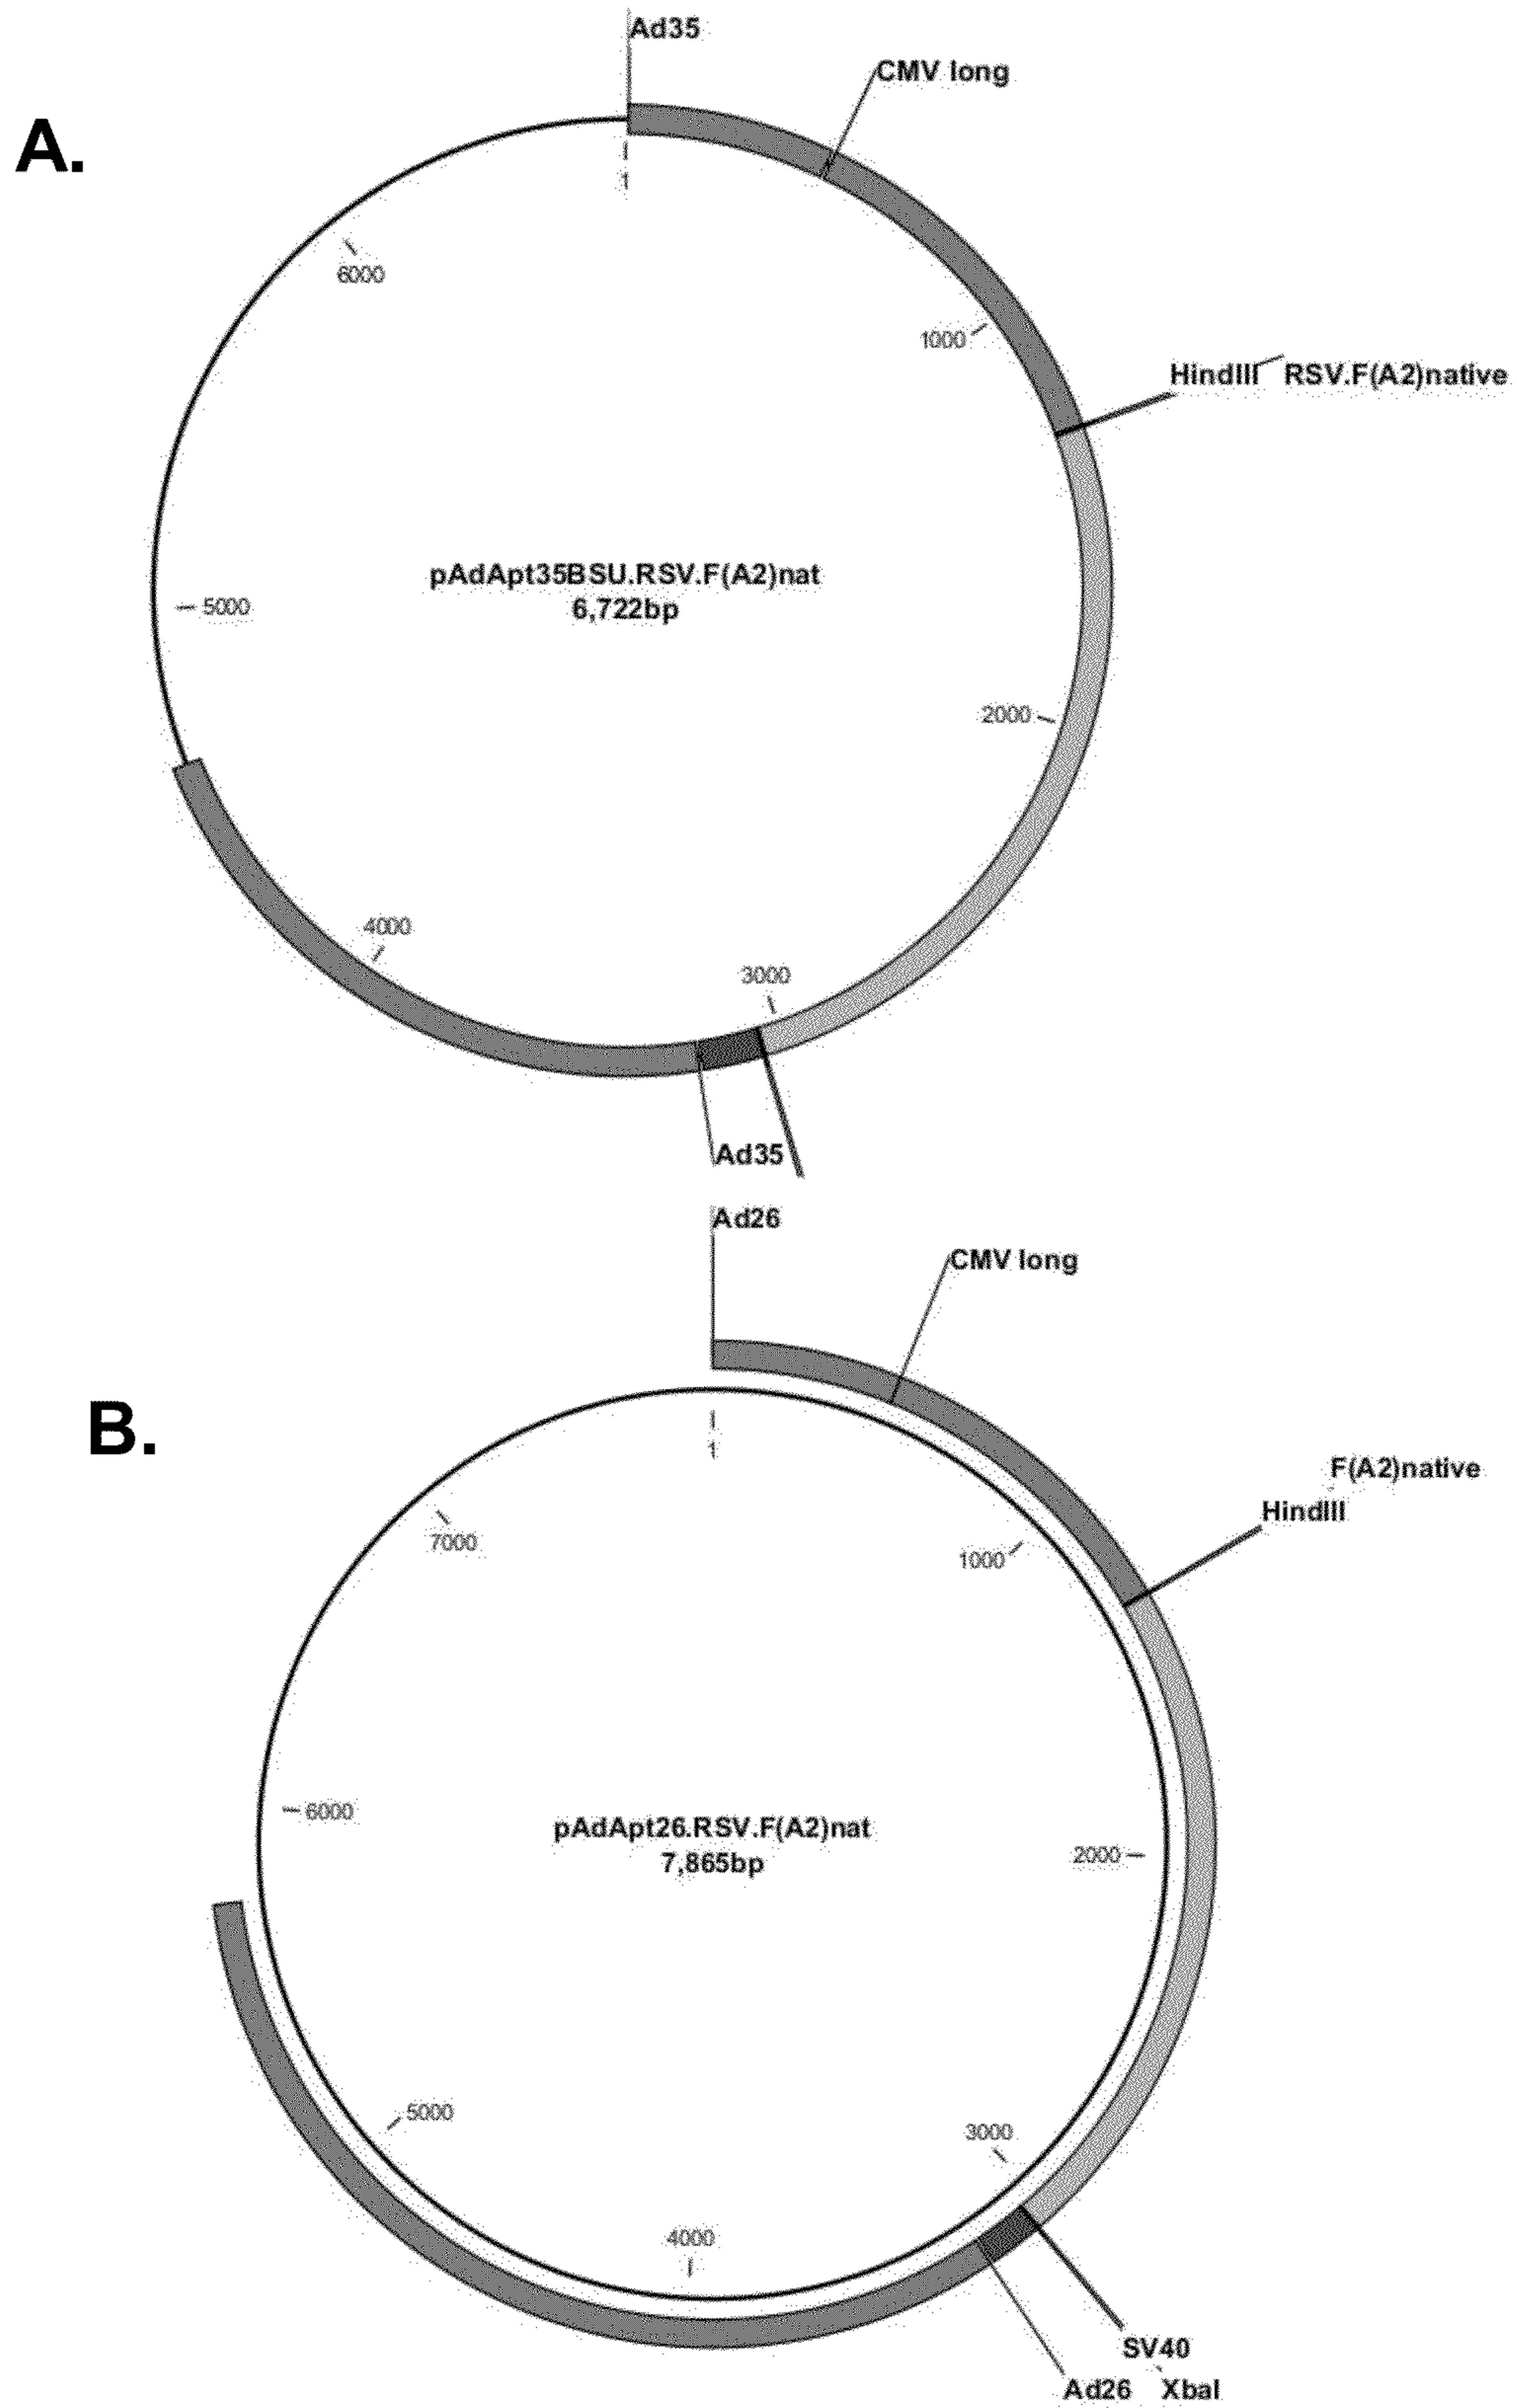 A.
Ad35
CMV long
1
6000
1000
HindIII RSV.F(A2)native
pAdApt35BSU.RSV.F(A2)nat
6,722bp
5000
2000
4000
3000
Ad35
B.
Ad26
CMV long
1
F(A2)native
HindIII
7000
1000
pAdApt26.RSV.F(A2)nat
7,865bp
6000
2000
5000
3000
4000
SV40
Ad26 XbaI